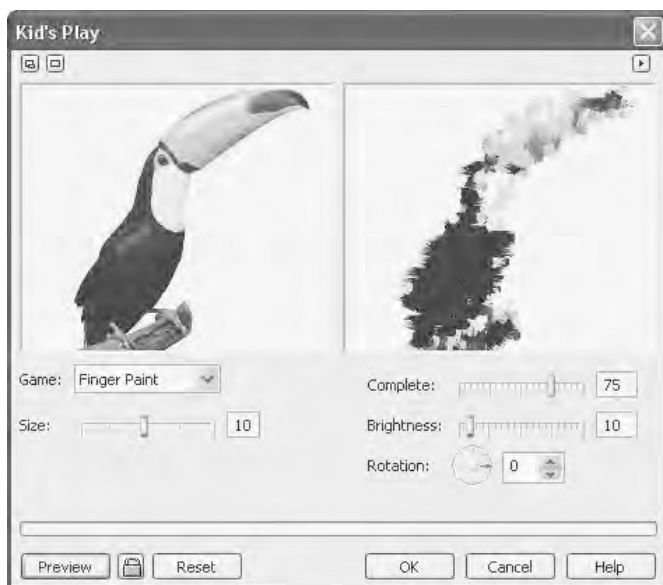 Kid's Play
Game: Finger Paint
Size: 10
Complete: 75
Brightness: 10
Rotation: 0
Preview Reset OK Cancel Help